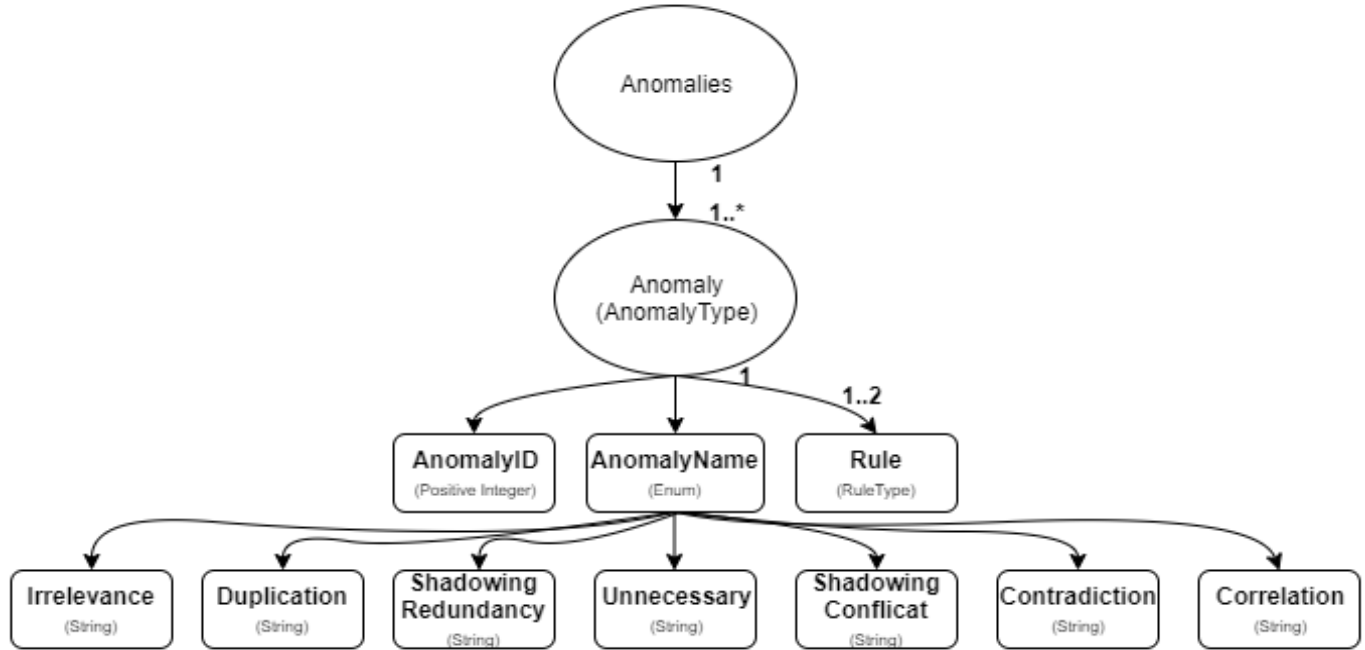 Anomalies
1
1..*
Anomaly
(AnomalyType)
1
1..2
AnomalyID
(Positive Integer)
AnomalyName
(Enum)
Rule
(RuleType)
Irrelevance
(String)
Duplication
(String)
Shadowing
Redundancy
(String)
Unnecessary
(String)
Shadowing
Conflicat
(String)
Contradiction
(String)
Correlation
(String)